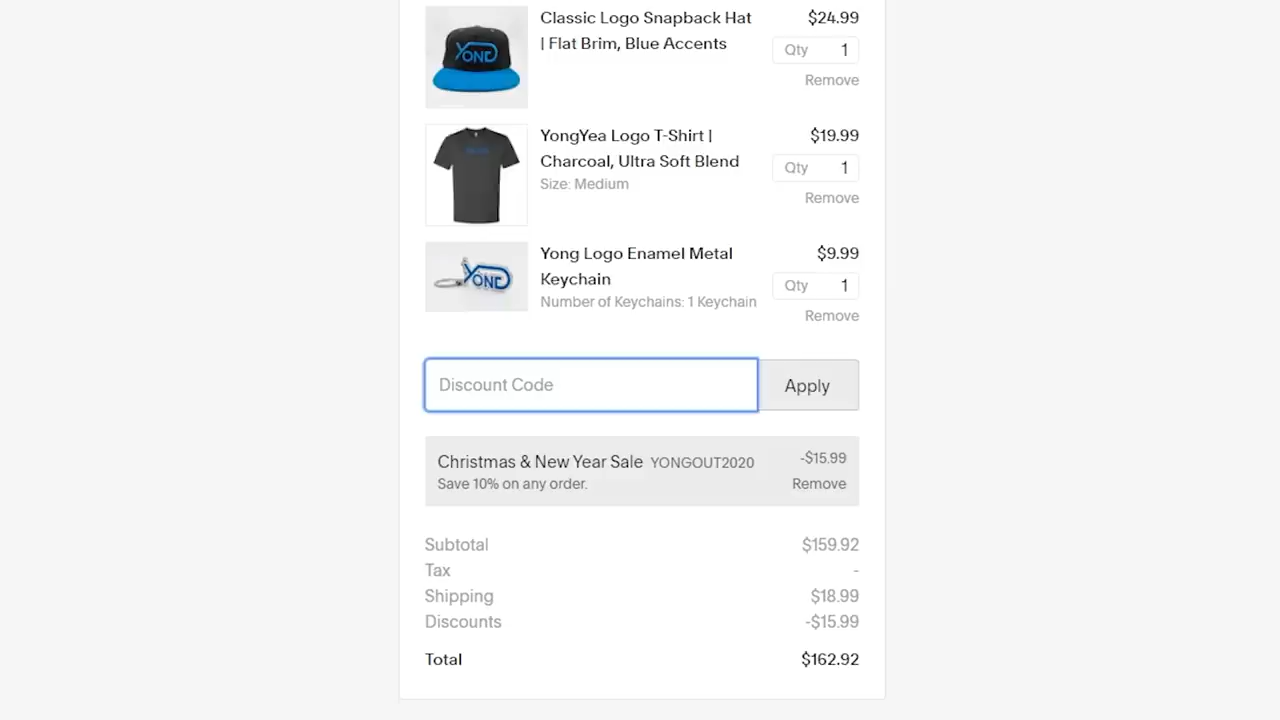 Classic Logo Snapback Hat $24.99
| Flat Brim, Blue Accents
Qty 1
Remove
YONG
YongYea Logo T-Shirt | $19.99
Charcoal, Ultra Soft Blend
Qty 1
Size: Medium
Remove
Yong Logo Enamel Metal $9.99
Keychain
Qty 1
Number of Keychains: 1 Keychain
Remove
YONG
Discount Code Apply
Christmas & New Year Sale YONGOUT2020 -$15.99
Save 10% on any order. Remove
Subtotal $159.92
Tax -
Shipping $18.99
Discounts -$15.99
Total $162.92